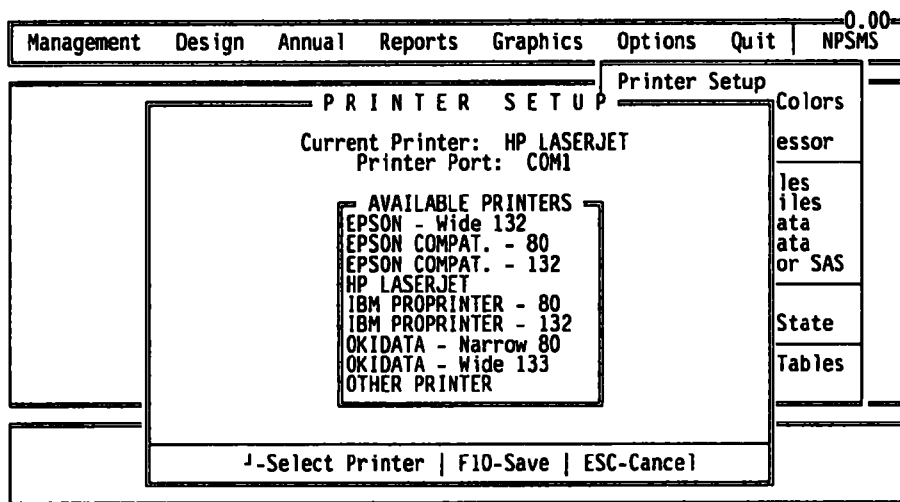 0.00
Management Design Annual Reports Graphics Options Quit | NPSMS
Printer Setup
PRINTER SETUP
Colors
Current Printer: HP LASERJET
essor
Printer Port: COM1
les
AVAILABLE PRINTERS
iles
EPSON - Wide 132
ata
EPSON COMPAT. - 80
ata
EPSON COMPAT. - 132
or SAS
HP LASERJET
IBM PROPRINTER - 80
IBM PROPRINTER - 132
State
OKIDATA - Narrow 80
OKIDATA - Wide 133
Tables
OTHER PRINTER
┘-Select Printer | F10-Save | ESC-Cancel